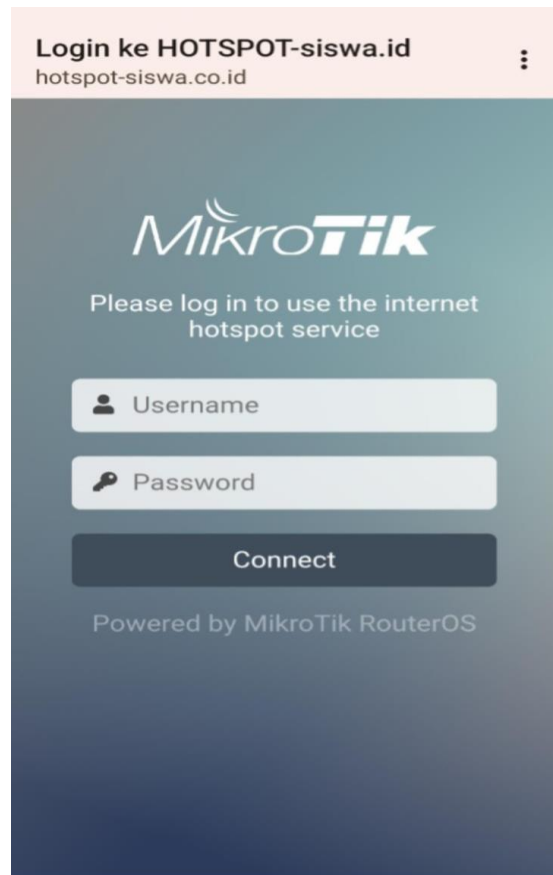 Login ke HOTSPOT-siswa.id
hotspot-siswa.co.id
MikroTik
Please log in to use the internet
hotspot service
Username
Password
Connect
Powered by MikroTik RouterOS